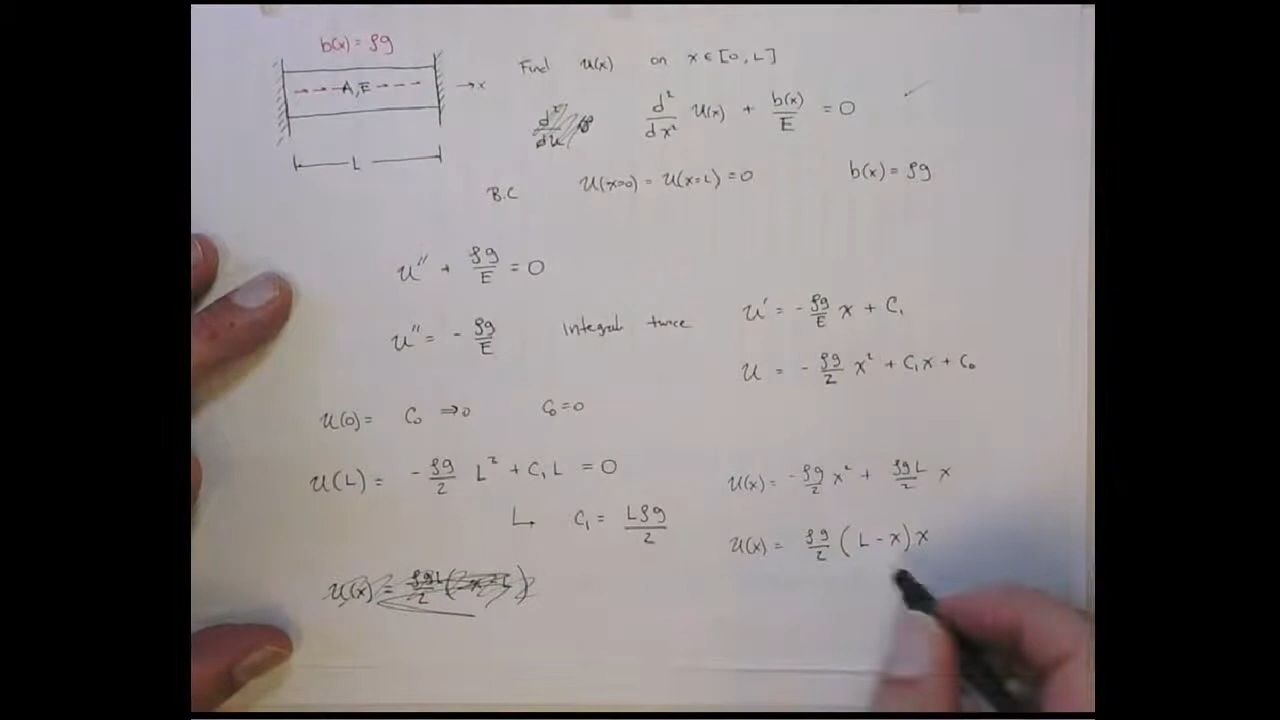 b(x) = ρg
A, E
→x
L
Find u(x) on x ∈ [0, L]
d²/dx² u(x) + b(x)/E = 0
B.C u(x=0) = u(x=L) = 0 b(x) = ρg
u'' + ρg/E = 0
u'' = - ρg/E Integral twice
u' = - ρg/E x + C₁
u = - ρg/2 x² + C₁x + C₀
u(0) = C₀ ⇒ 0 C₀ = 0
u(L) = - ρg/2 L² + C₁ L = 0
↳ C₁ = Lρg/2
u(x) = - ρg/2 x² + ρgL/2 x
u(x) = ρg/2 (L - x) x